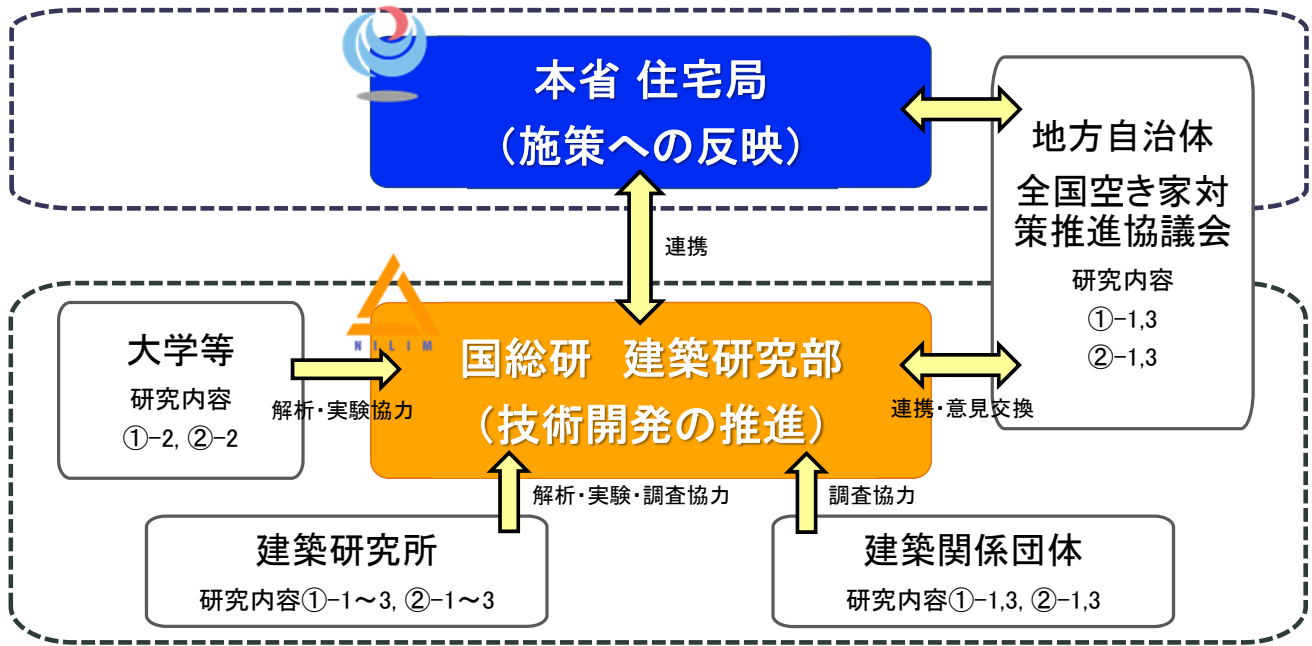 本省 住宅局
（施策への反映）
地方自治体
全国空き家対
策推進協議会
研究内容
①-1,3
②-1,3
連携
大学等
研究内容
①-2, ②-2
解析・実験協力
NILIM
国総研 建築研究部
（技術開発の推進）
連携・意見交換
解析・実験・調査協力
調査協力
建築研究所
研究内容①-1～3, ②-1～3
建築関係団体
研究内容①-1,3, ②-1,3